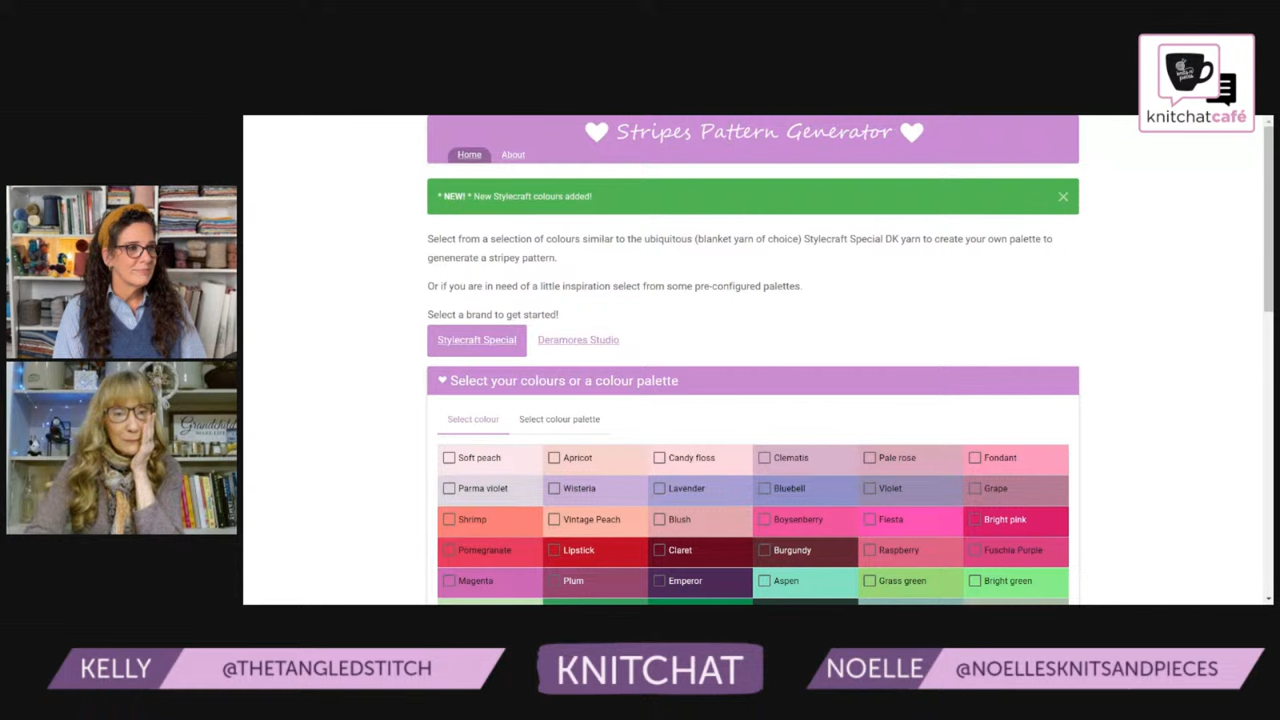 knitchatcafé
Stripes Pattern Generator
Home About
* NEW! * New Stylecraft colours added!
Select from a selection of colours similar to the ubiquitous (blanket yarn of choice) Stylecraft Special DK yarn to create your own palette to
genenerate a stripey pattern.
Or if you are in need of a little inspiration select from some pre-configured palettes.
Select a brand to get started!
Stylecraft Special Deramores Studio
Select your colours or a colour palette
Select colour Select colour palette
Soft peach Apricot Candy floss Clematis Pale rose Fondant
Parma violet Wisteria Lavender Bluebell Violet Grape
Shrimp Vintage Peach Blush Boysenberry Fiesta Bright pink
Pomegranate Lipstick Claret Burgundy Raspberry Fuschia Purple
Magenta Plum Emperor Aspen Grass green Bright green
Grandchild
KELLY @THETANGLEDSTITCH KNITCHAT NOELLE @NOELLESKNITSANDPIECES